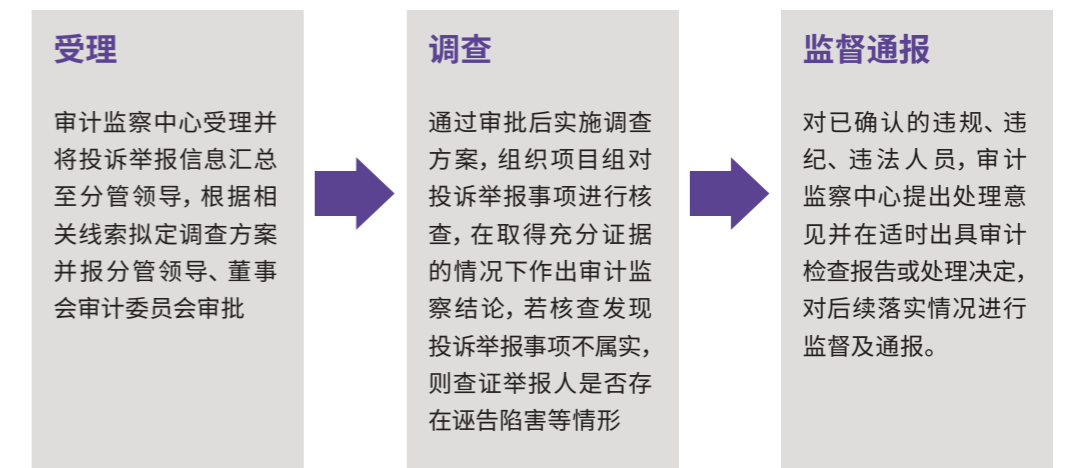 受理
审计监察中心受理并
将投诉举报信息汇总
至分管领导，根据相
关线索拟定调查方案
并报分管领导、董事
会审计委员会审批
调查
通过审批后实施调查
方案，组织项目组对
投诉举报事项进行核
查，在取得充分证据
的情况下作出审计监
察结论，若核查发现
投诉举报事项不属实，
则查证举报人是否存
在诬告陷害等情形
监督通报
对已确认的违规、违
纪、违法人员，审计
监察中心提出处理意
见并在适时出具审计
检查报告或处理决定，
对后续落实情况进行
监督及通报。